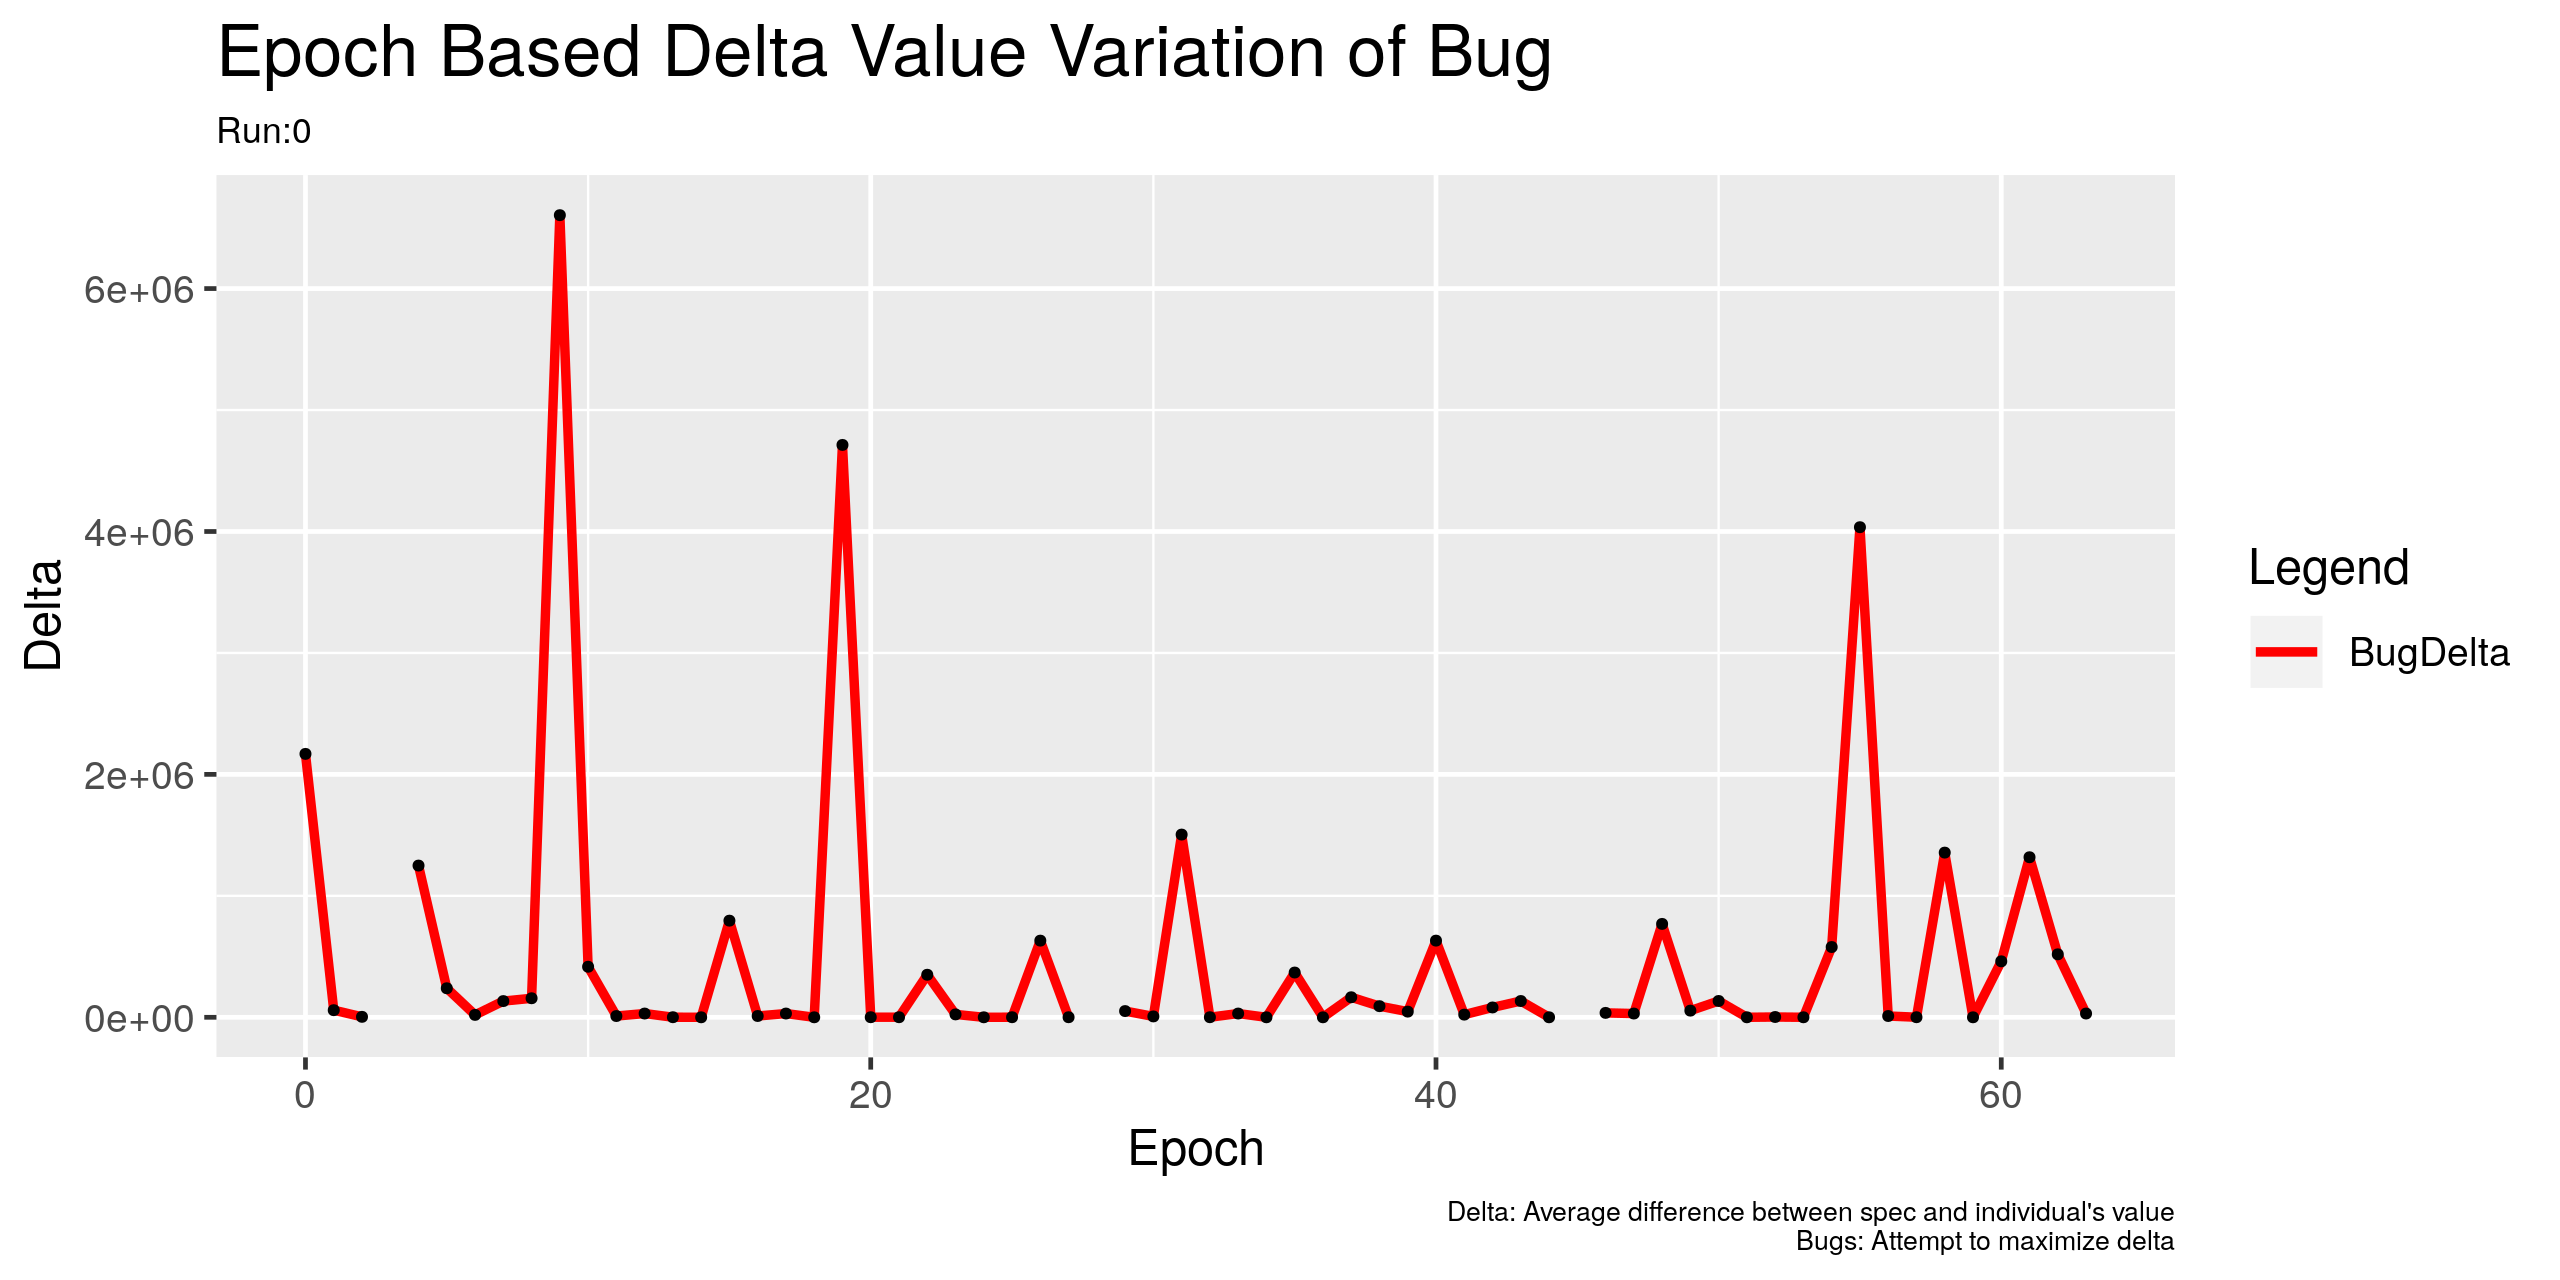 Epoch Based Delta Value Variation of Bug
Run:0
6e+06
4e+06
2e+06
0e+00
Delta
0
20
40
60
Epoch
Legend
BugDelta
Delta: Average difference between spec and individual's value
Bugs: Attempt to maximize delta